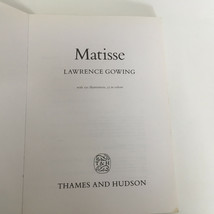 Matisse
LAWRENCE GOWING
THAMES AND HUDSON